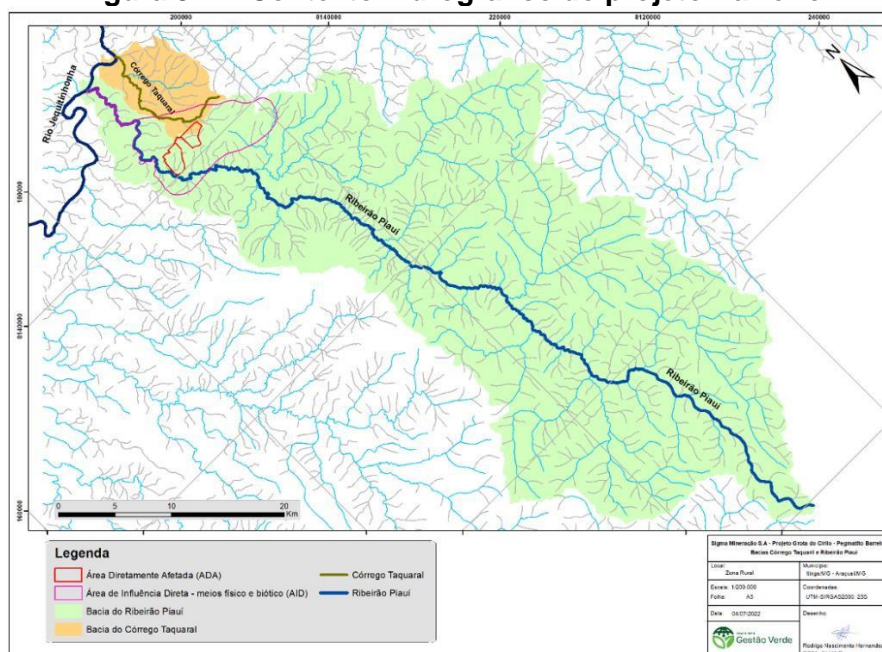 200000
8140000
220000
8120000
240000
N
Rio Jequitinhonha
Córrego Taquaral
180000
Ribeirão Piauí
8140000
Ribeirão Piauí
160000
0 5 10 20
Km
Legenda
Área Diretamente Afetada (ADA)
Área de Influência Direta - meios físico e biótico (AID)
Bacia do Ribeirão Piauí
Bacia do Córrego Taquaral
Córrego Taquaral
Ribeirão Piauí
Sigma Mineração S.A - Projeto Grota do Cirilo - Pegmatito Barreiro
Bacias Córrego Taquaral e Ribeirão Piauí
Local:
Zona Rural
Município:
Itinga/MG - Araçuaí/MG
Escala:
Folha: A3
Coordenadas:
UTM-SIRGAS2000 23S
Data: 04/07/2022
Desenho:
Gestão Verde
Rodrigo Nascimento Hernandez